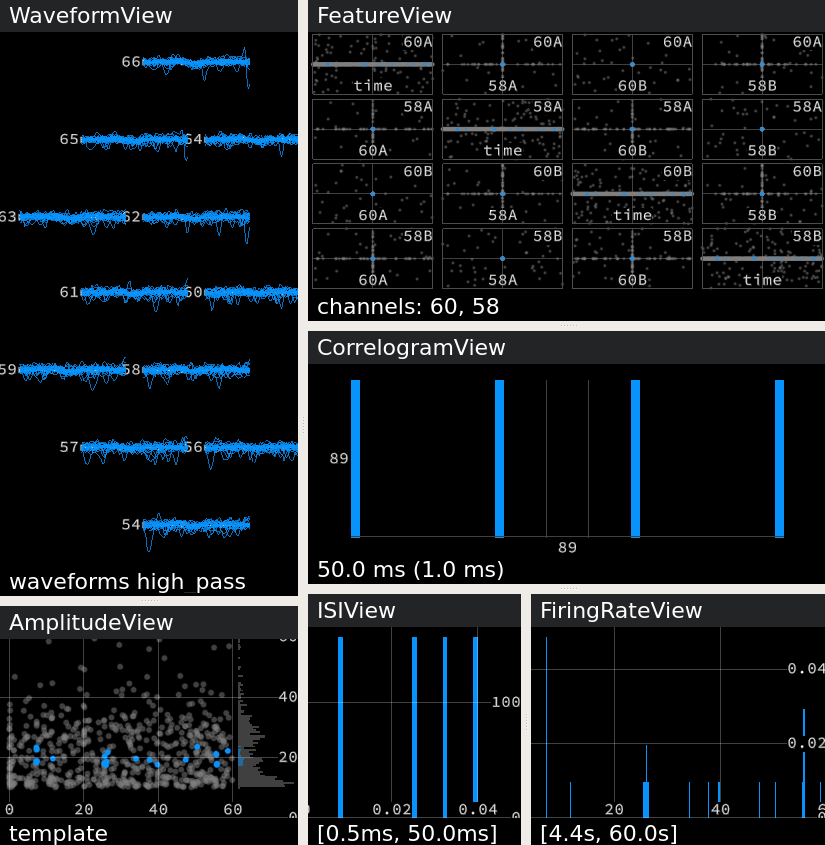 WaveformView
66
65 64
63 62
61 60
59 58
57 56
54
waveforms high_pass
FeatureView
60A 60A 60A 60A
time 58A 60B 58B
58A 58A 58A 58A
60A time 60B 58B
60B 60B 60B 60B
60A 58A time 58B
58B 58B 58B 58B
60A 58A 60B time
channels: 60, 58
CorrelogramView
89
89
50.0 ms (1.0 ms)
AmplitudeView
40
20
0
0 20 40 60
template
ISIView
100
0.02 0.04 0
[0.5ms, 50.0ms]
FiringRateView
0.04
0.02
20 40
[4.4s, 60.0s]